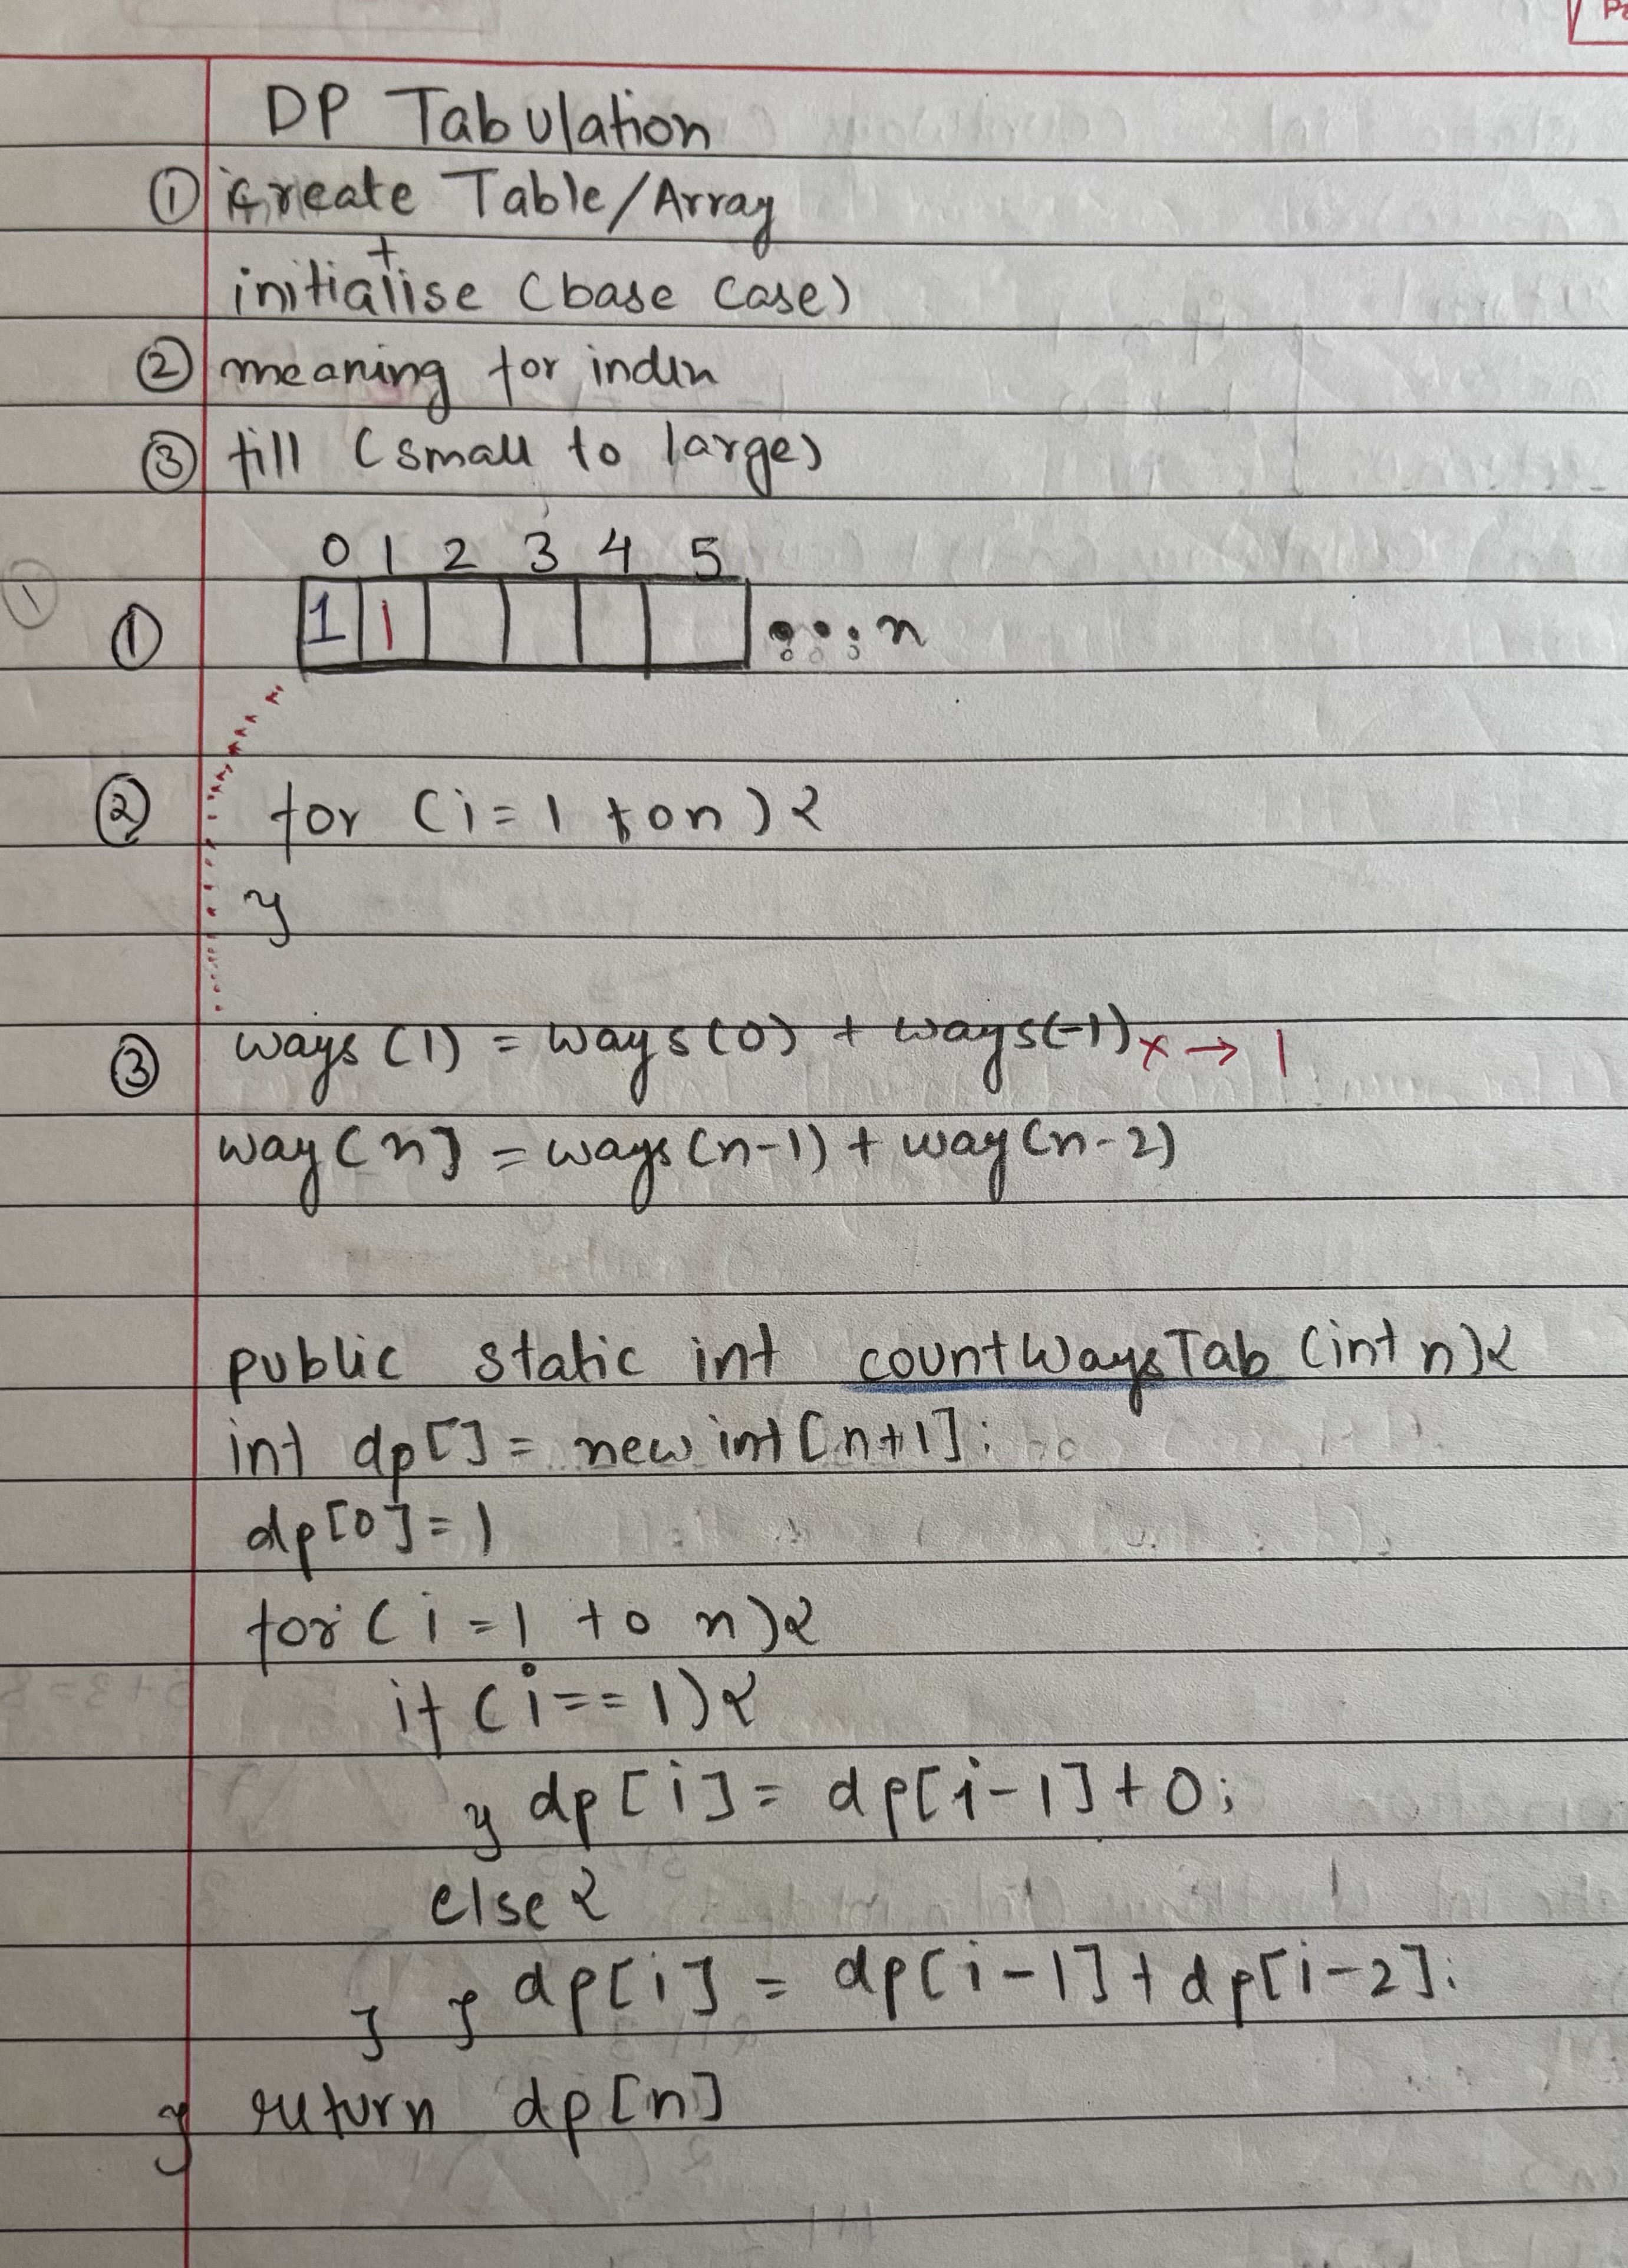 DP Tabulation
① create Table/Array
+
initialise (base case)
② meaning for index
③ fill (small to large)
0 1 2 3 4 5
① 1 1 ... n
② for (i=1 to n) {
}
③ ways(1) = ways(0) + ways(-1) x → 1
way(n] = ways(n-1) + way(n-2)
public static int countWaysTab (int n){
int dp[] = new int[n+1];
dp[0]=1
for(i=1 to n){
if (i==1){
} dp[i] = dp[i-1]+0;
else {
} } dp[i] = dp[i-1]+dp[i-2];
} return dp[n]